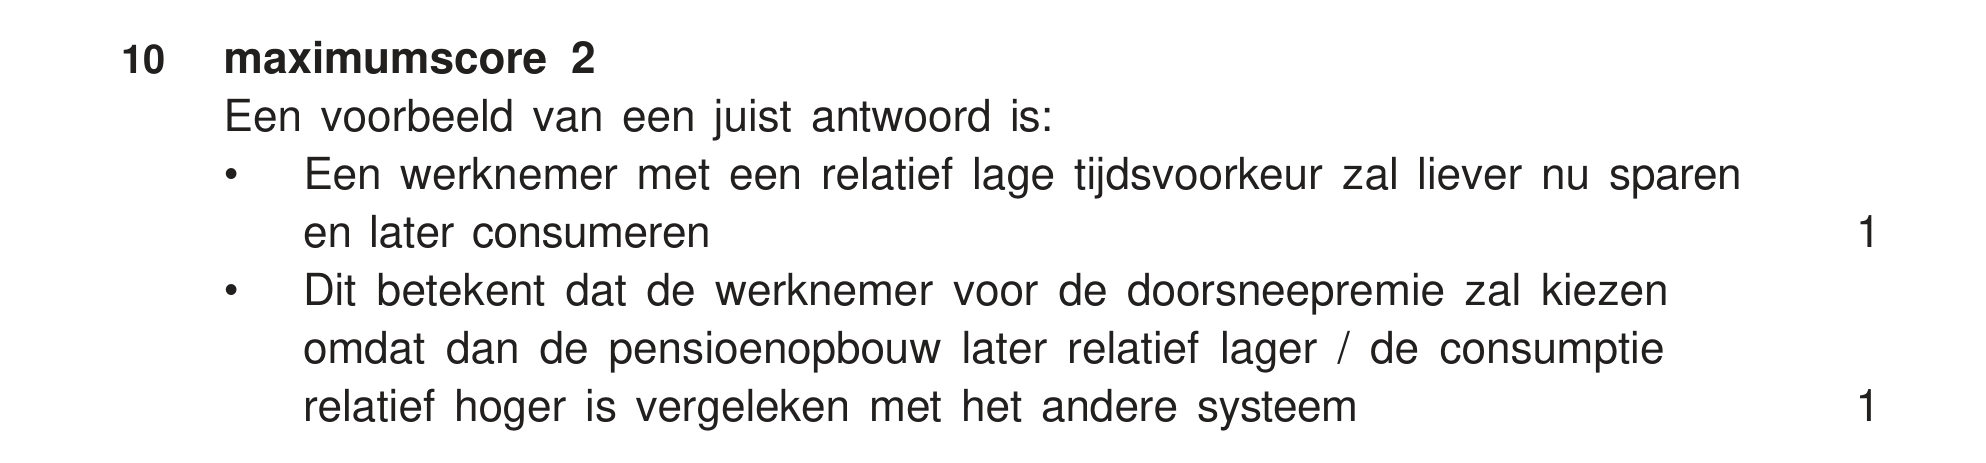 10 maximumscore 2
Een voorbeeld van een juist antwoord is:
• Een werknemer met een relatief lage tijdsvoorkeur zal liever nu sparen
en later consumeren 1
• Dit betekent dat de werknemer voor de doorsneepremie zal kiezen
omdat dan de pensioenopbouw later relatief lager / de consumptie
relatief hoger is vergeleken met het andere systeem 1